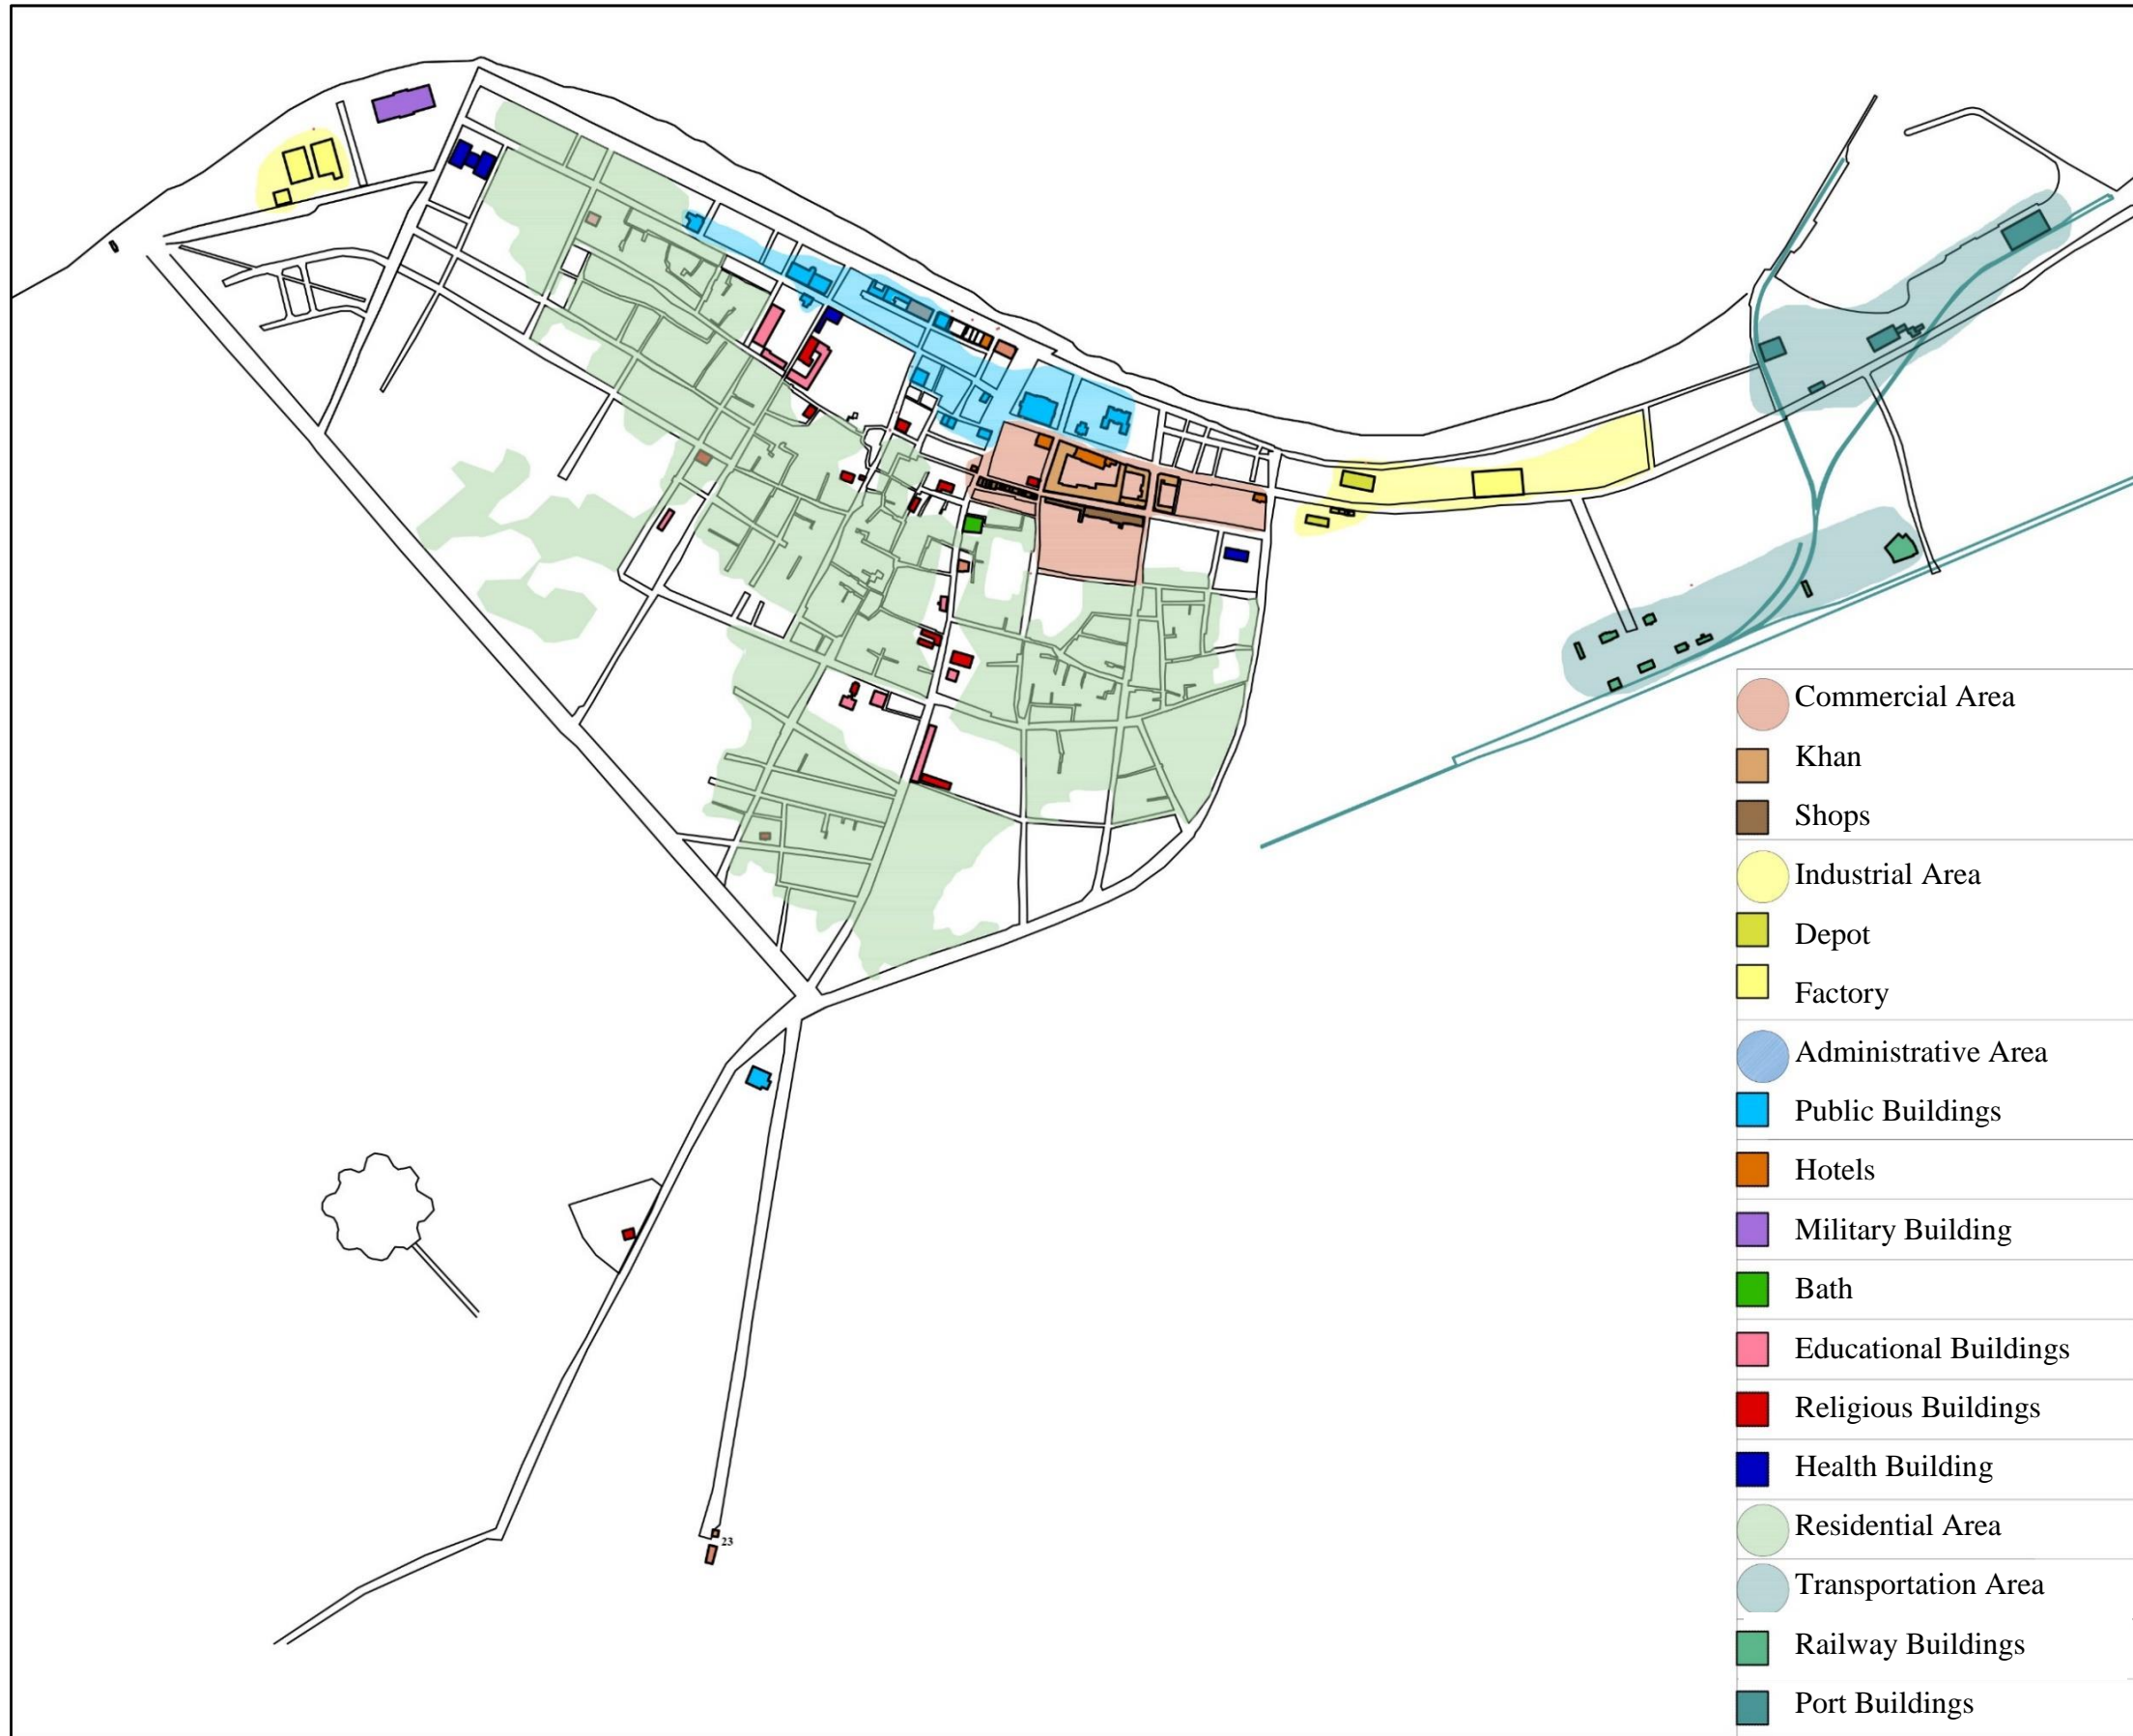 Commercial Area
Khan
Shops
Industrial Area
Depot
Factory
Administrative Area
Public Buildings
Hotels
Military Building
Bath
Educational Buildings
Religious Buildings
Health Building
Residential Area
23
Transportation Area
Railway Buildings
Port Buildings